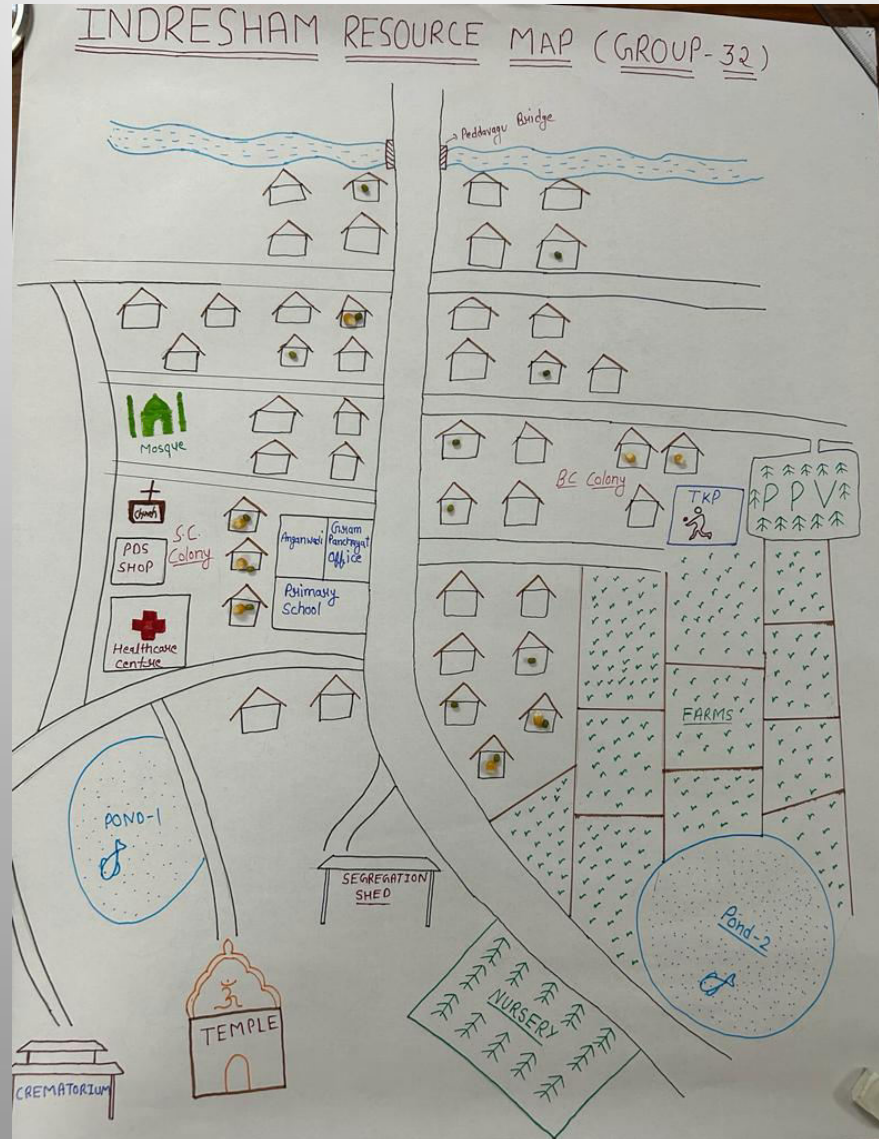 INDRESHAM RESOURCE MAP (GROUP-32)
Peddavagu Bridge
Mosque
BC Colony
TKP
PPV
Church
S.C.
Colony
PDS
SHOP
Anganwadi
Gram
Panchayat
Office
Primary
School
Healthcare
centre
FARMS
POND-1
SEGREGATION
SHED
Pond-2
ॐ
TEMPLE
NURSERY
CREMATORIUM